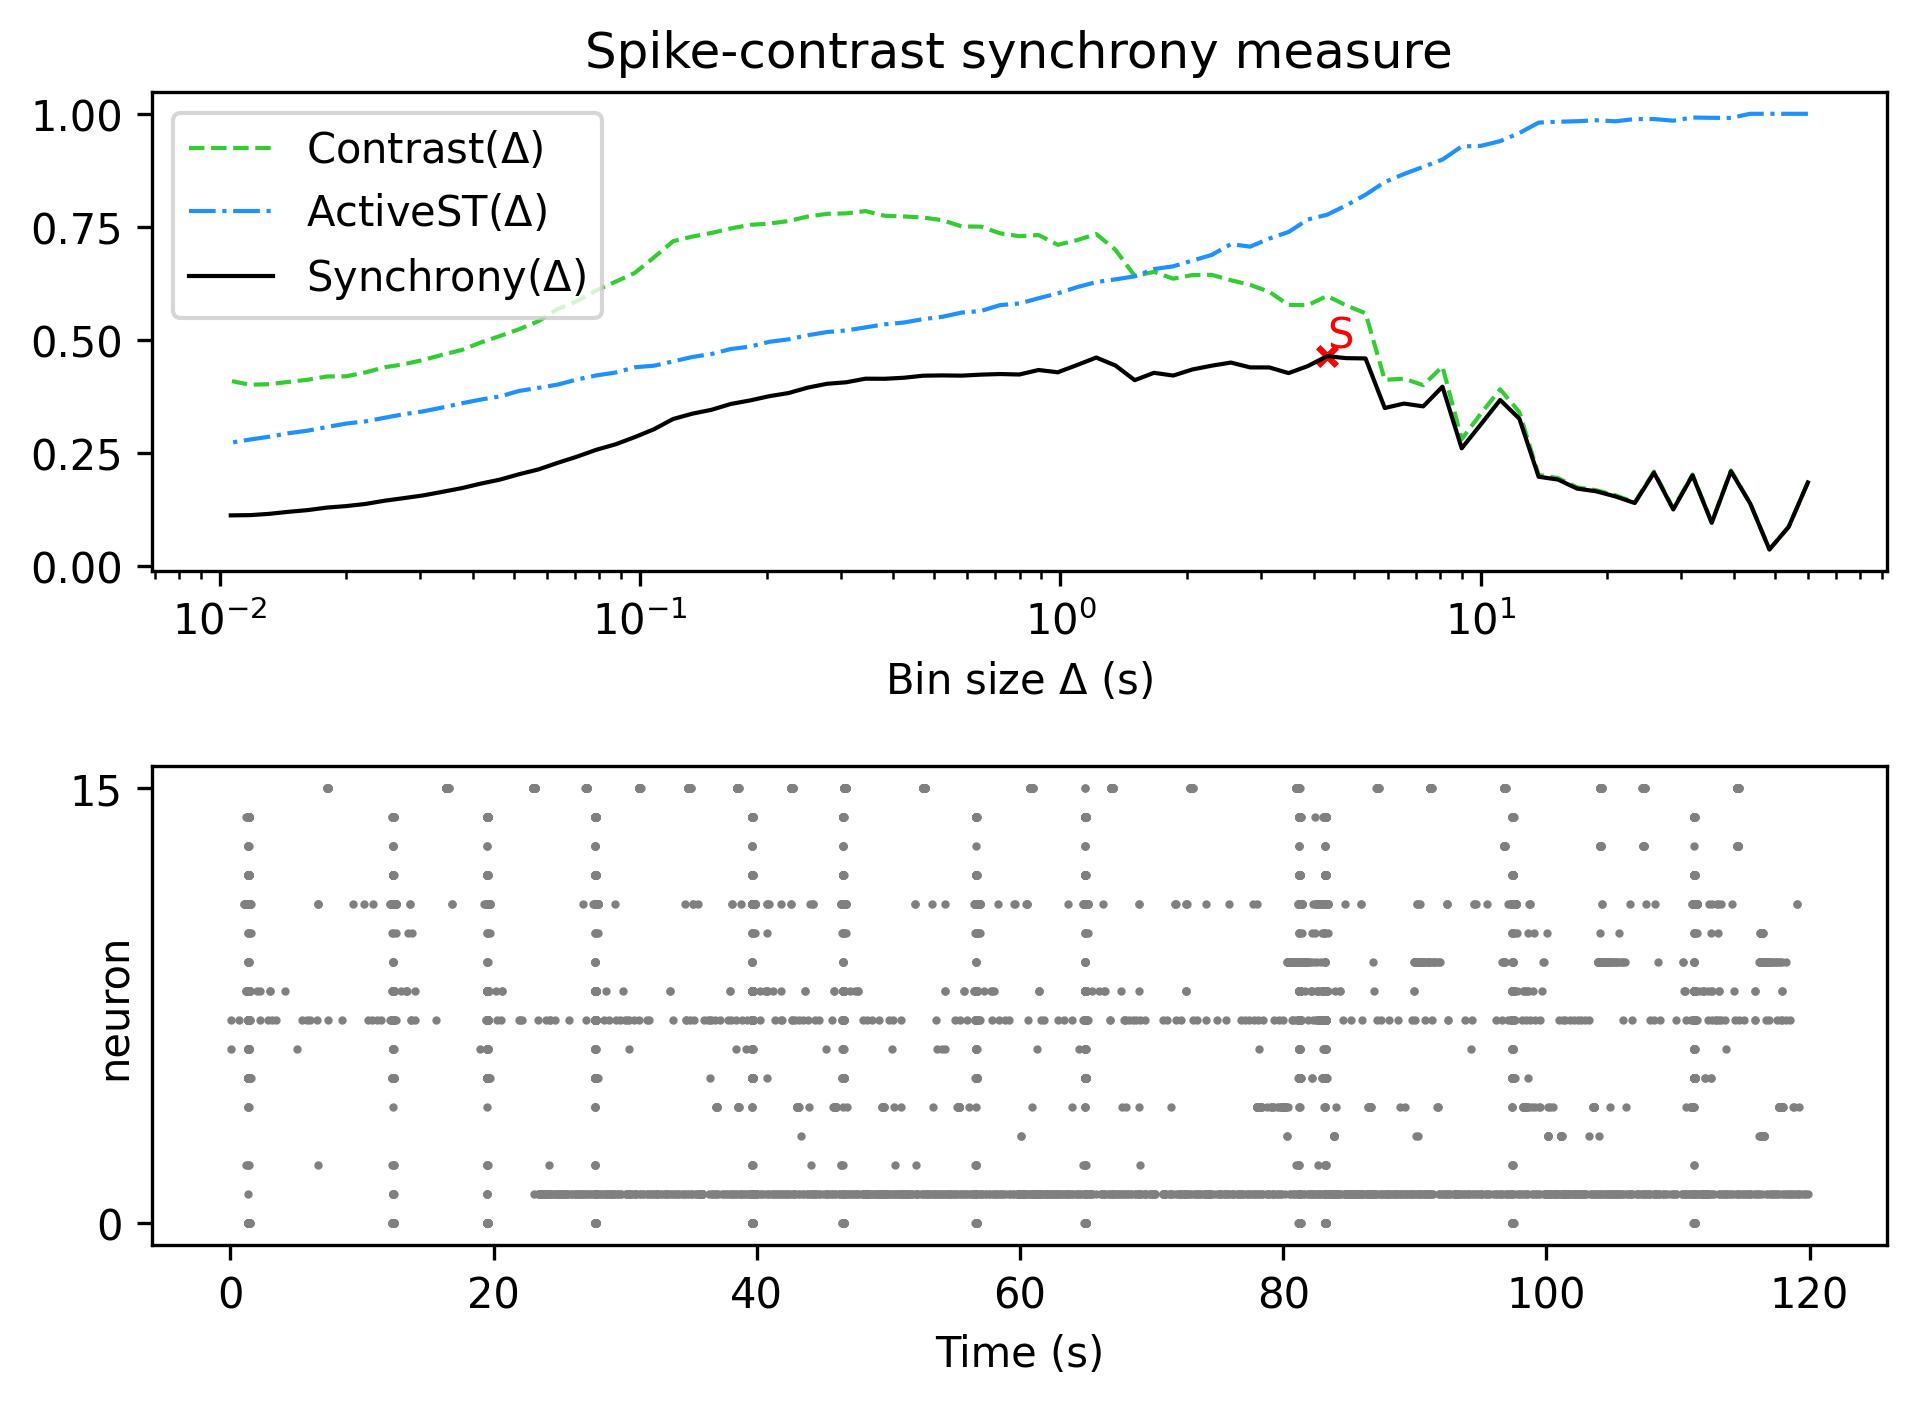 Spike-contrast synchrony measure
1.00
0.75
0.50
0.25
0.00
Contrast(Δ)
ActiveST(Δ)
Synchrony(Δ)
S
10⁻² 10⁻¹ 10⁰ 10¹
Bin size Δ (s)
15
0
neuron
0 20 40 60 80 100 120
Time (s)